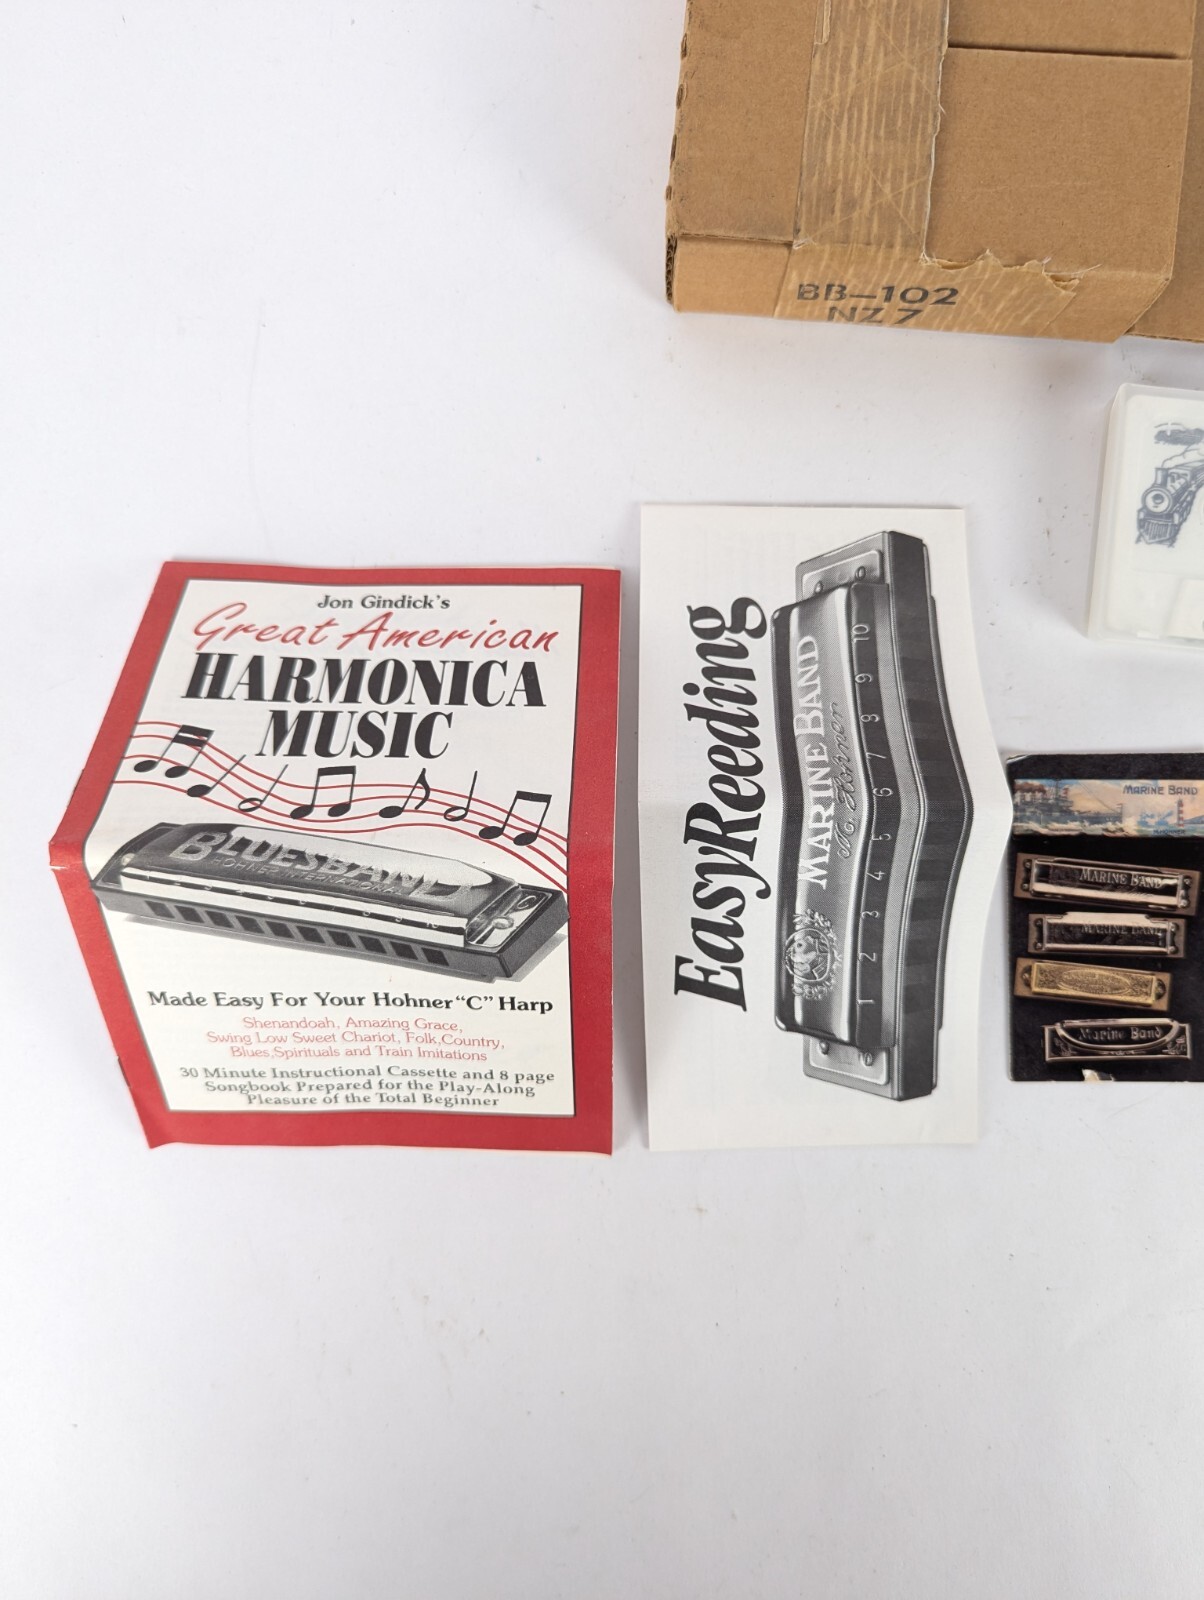 BB-102
NZ 7
Jon Gindick's
Great American
HARMONICA
MUSIC
BLUESBAND
HOHNER INTERNATIONAL
C
Made Easy For Your Hohner "C" Harp
Shenandoah, Amazing Grace,
Swing Low Sweet Chariot, Folk, Country,
Blues, Spirituals and Train Imitations
30 Minute Instructional Cassette and 8 page
Songbook Prepared for the Play-Along
Pleasure of the Total Beginner
EasyReeding
MARINE BAND
M. Hohner
1 2 3 4 5 6 7 8 9 10
MARINE BAND
MARINE BAND
MARINE BAND
Marine Band